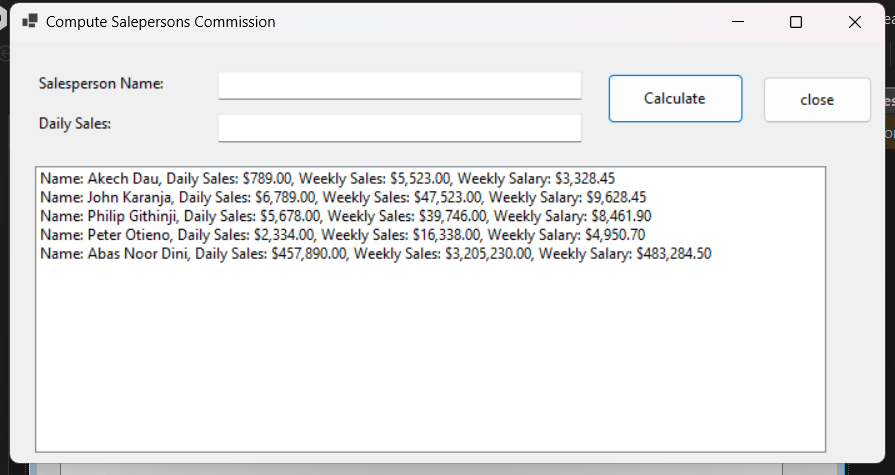 Compute Salepersons Commission
Salesperson Name:
Calculate
close
Daily Sales:
Name: Akech Dau, Daily Sales: $789.00, Weekly Sales: $5,523.00, Weekly Salary: $3,328.45
Name: John Karanja, Daily Sales: $6,789.00, Weekly Sales: $47,523.00, Weekly Salary: $9,628.45
Name: Philip Githinji, Daily Sales: $5,678.00, Weekly Sales: $39,746.00, Weekly Salary: $8,461.90
Name: Peter Otieno, Daily Sales: $2,334.00, Weekly Sales: $16,338.00, Weekly Salary: $4,950.70
Name: Abas Noor Dini, Daily Sales: $457,890.00, Weekly Sales: $3,205,230.00, Weekly Salary: $483,284.50